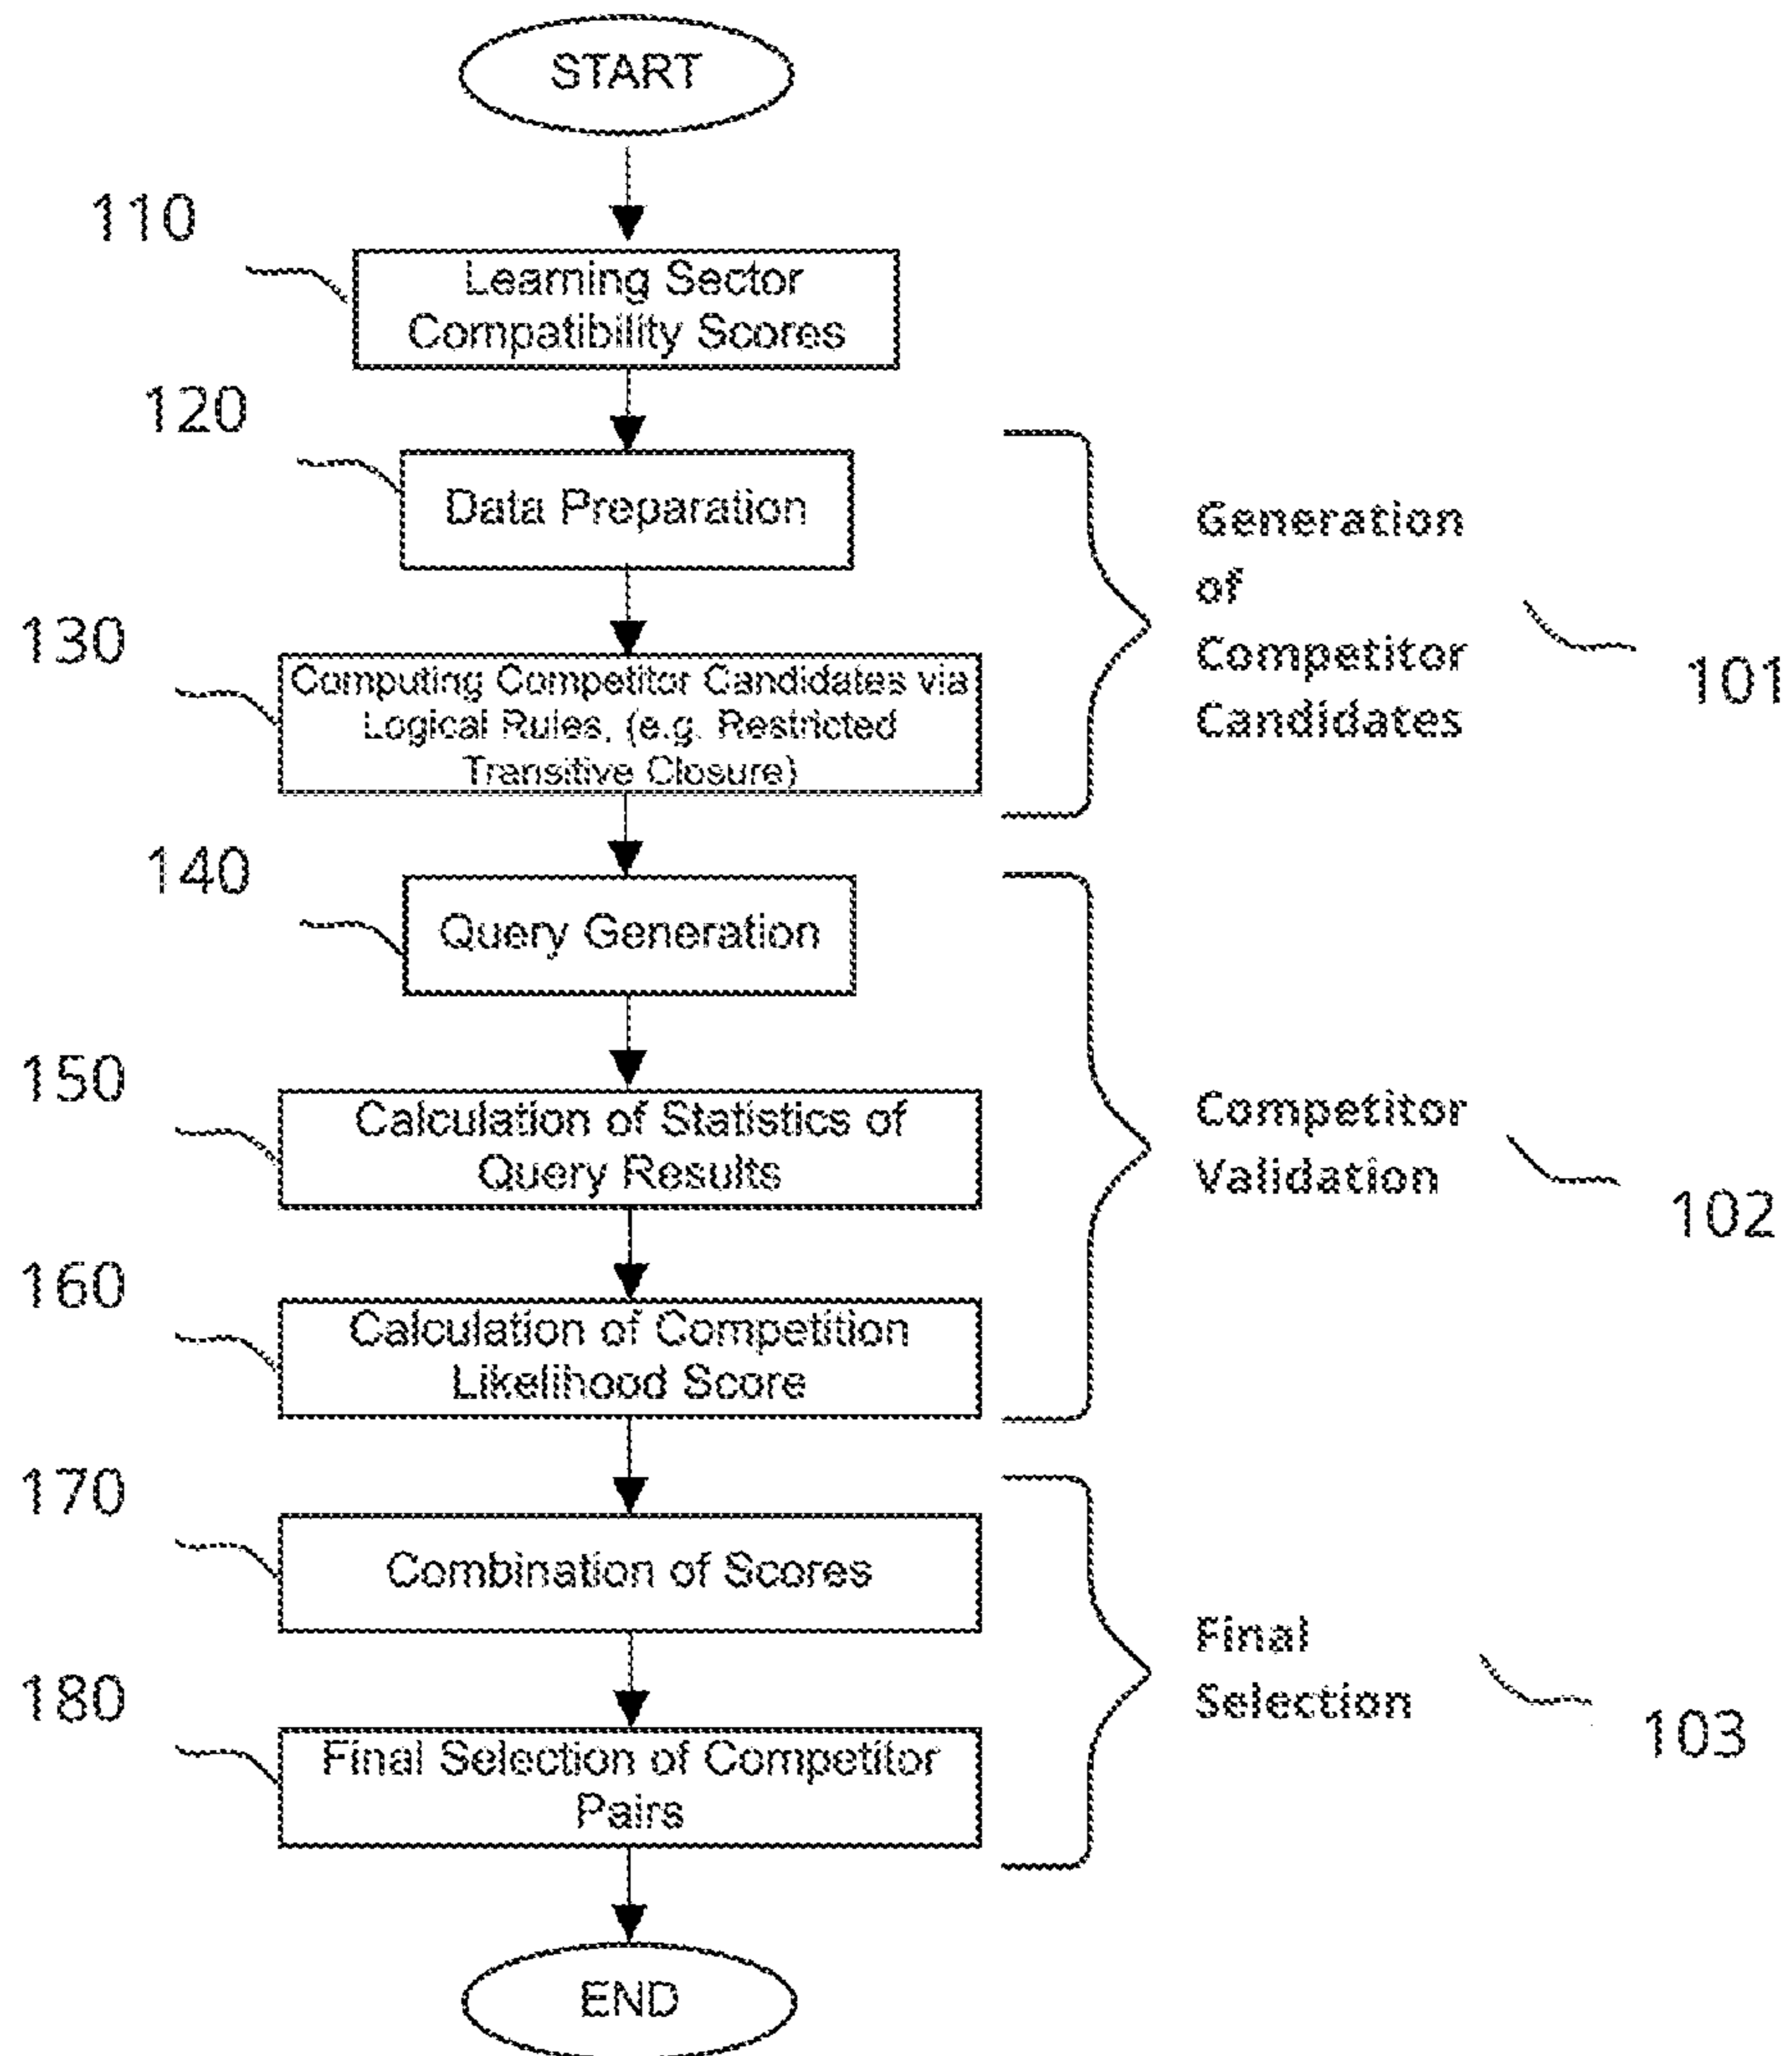 START
110
Learning Sector
Compatibility Scores
120
Data Preparation
130
Computing Competitor Candidates via
Logical Rules, (e.g. Restricted
Transitive Closure)
Generation
of
Competitor
Candidates
101
140
Query Generation
150
Calculation of Statistics of
Query Results
160
Calculation of Competition
Likelihood Score
Competitor
Validation
102
170
Combination of Scores
180
Final Selection of Competitor
Pairs
Final
Selection
103
END